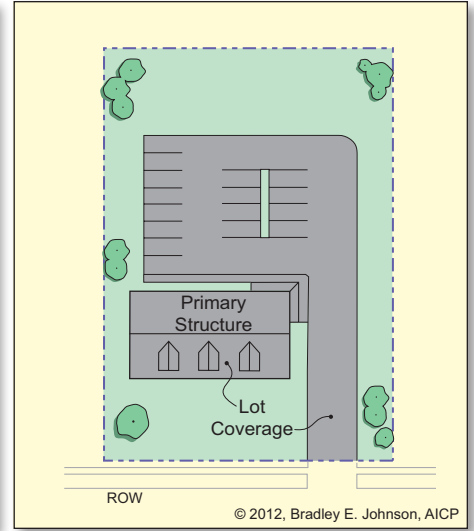 Primary
Structure
Lot
Coverage
ROW
© 2012, Bradley E. Johnson, AICP